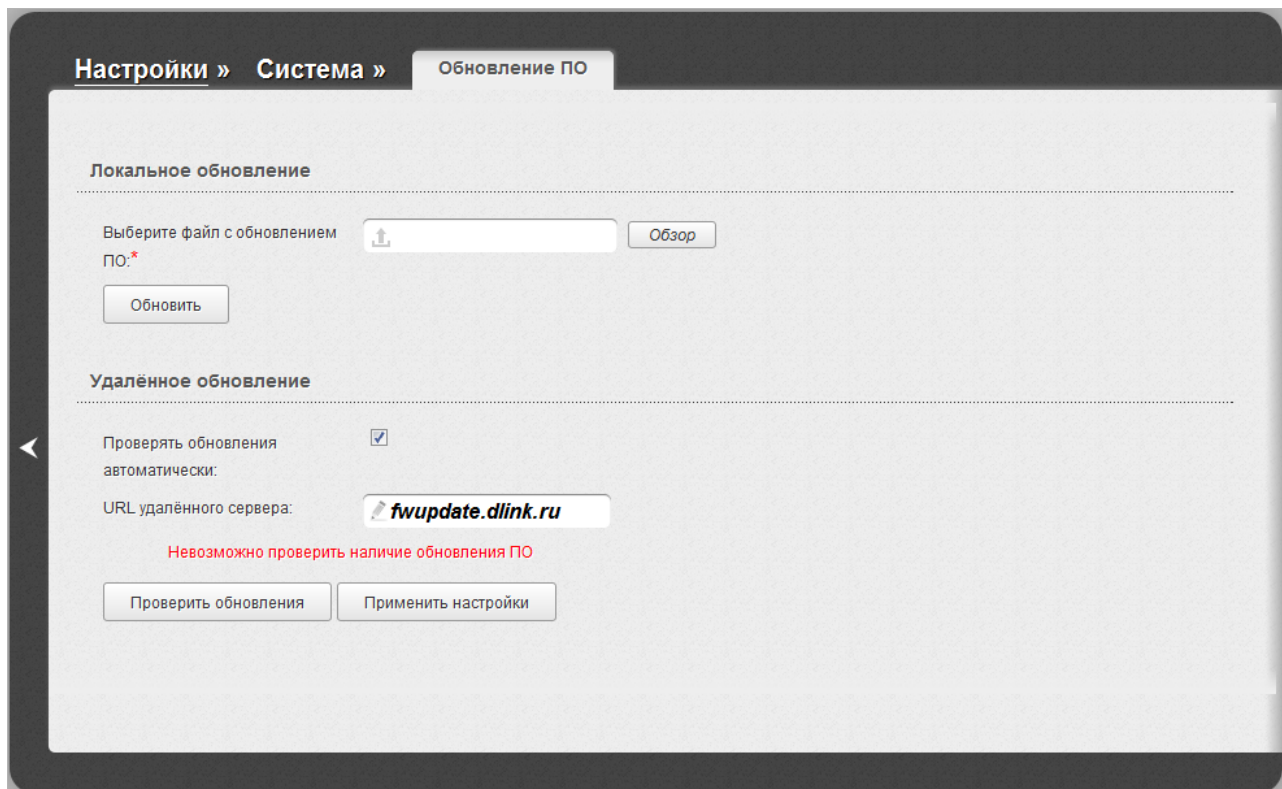 Настройки » Система » Обновление ПО
Локальное обновление
Выберите файл с обновлением
ПО:*
Обзор
Обновить
Удалённое обновление
Проверять обновления
автоматически:
URL удалённого сервера: fwupdate.dlink.ru
Невозможно проверить наличие обновления ПО
Проверить обновления Применить настройки